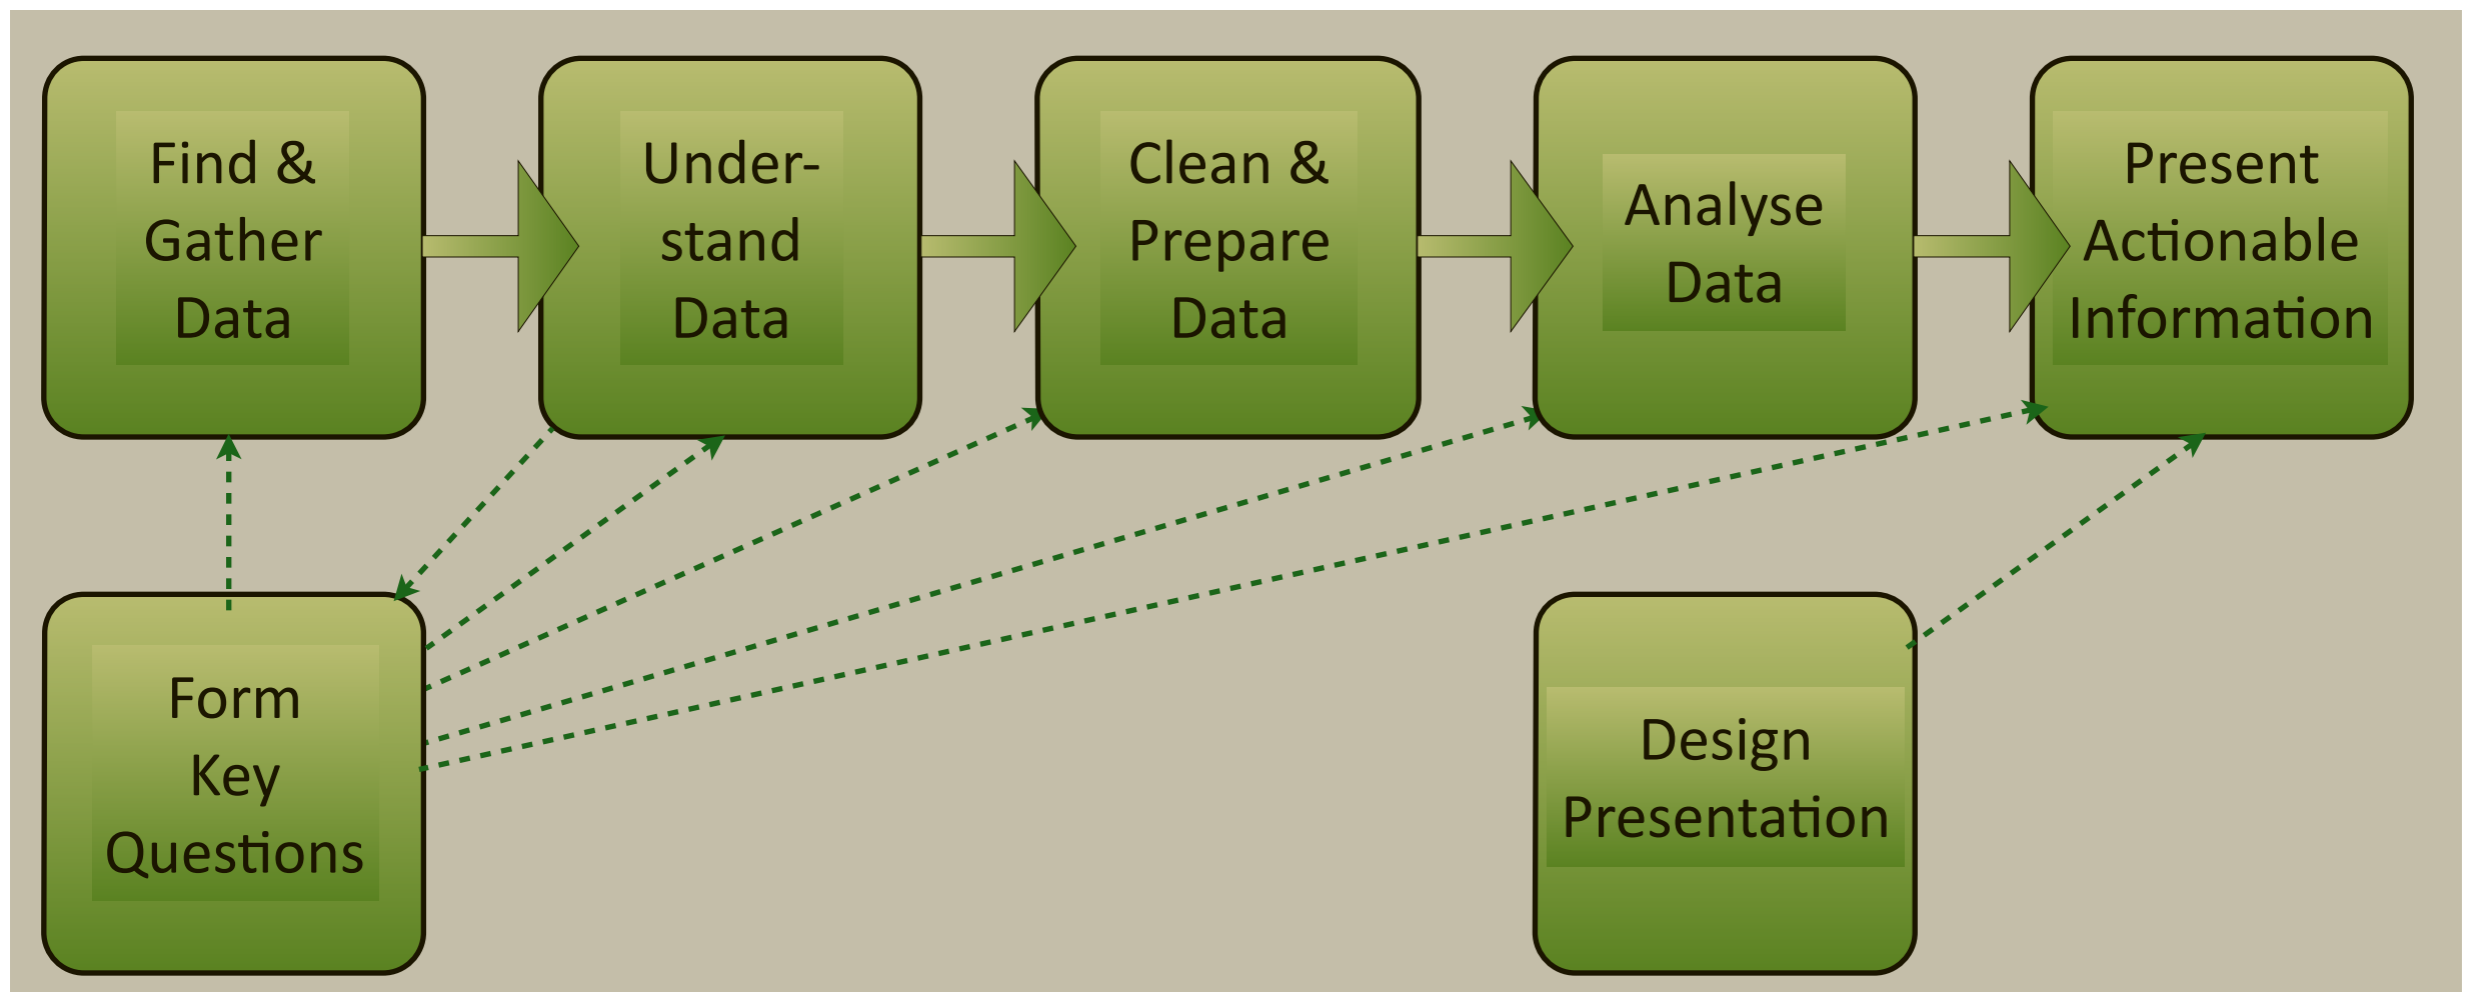 Find &
Gather
Data
Under-
stand
Data
Clean &
Prepare
Data
Analyse
Data
Present
Actionable
Information
Form
Key
Questions
Design
Presentation